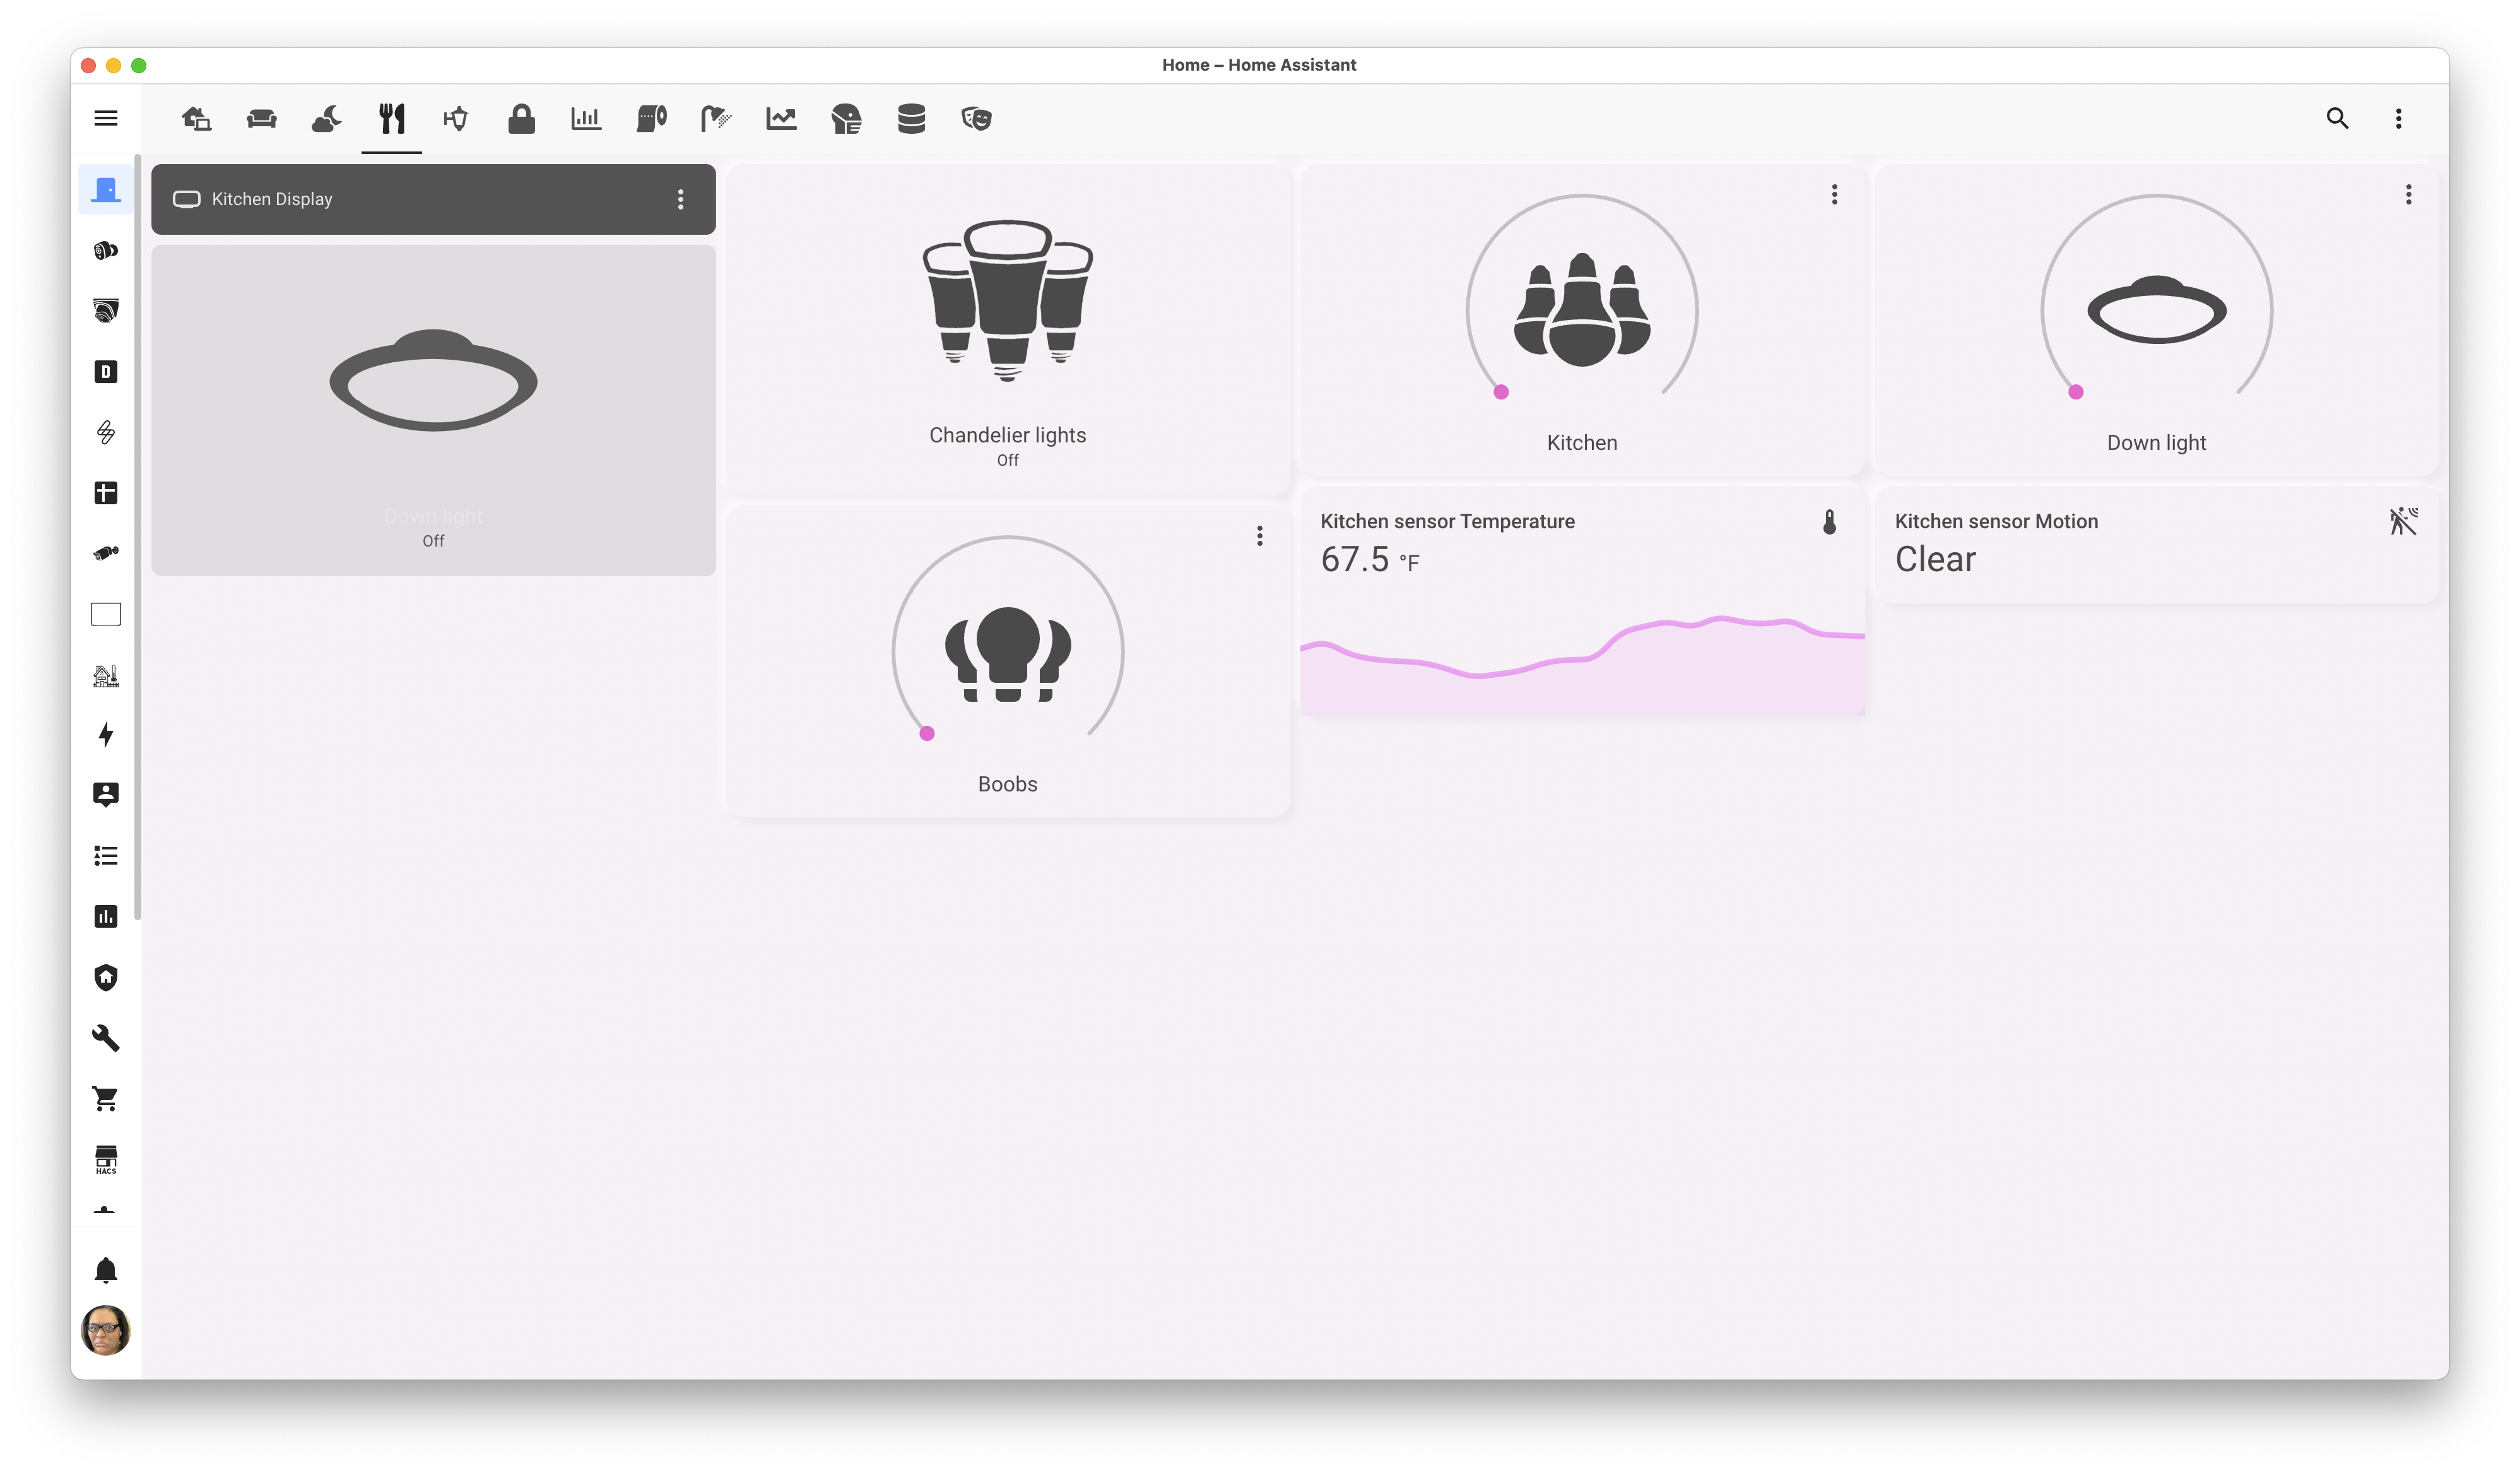 Home – Home Assistant
Kitchen Display
Down light
Off
Chandelier lights
Off
Boobs
Kitchen
Kitchen sensor Temperature
67.5 °F
Down light
Kitchen sensor Motion
Clear
D
HACS